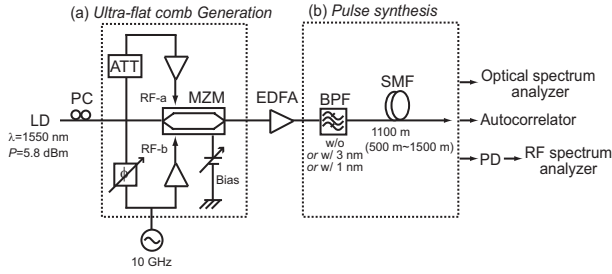 (a) Ultra-flat comb Generation
(b) Pulse synthesis
ATT
RF-a
MZM
PC
LD
λ=1550 nm
P=5.8 dBm
EDFA
BPF
SMF
w/o
or w/ 3 nm
or w/ 1 nm
1100 m
(500 m~1500 m)
RF-b
ϕ
Bias
10 GHz
Optical spectrum
analyzer
Autocorrelator
PD
RF spectrum
analyzer